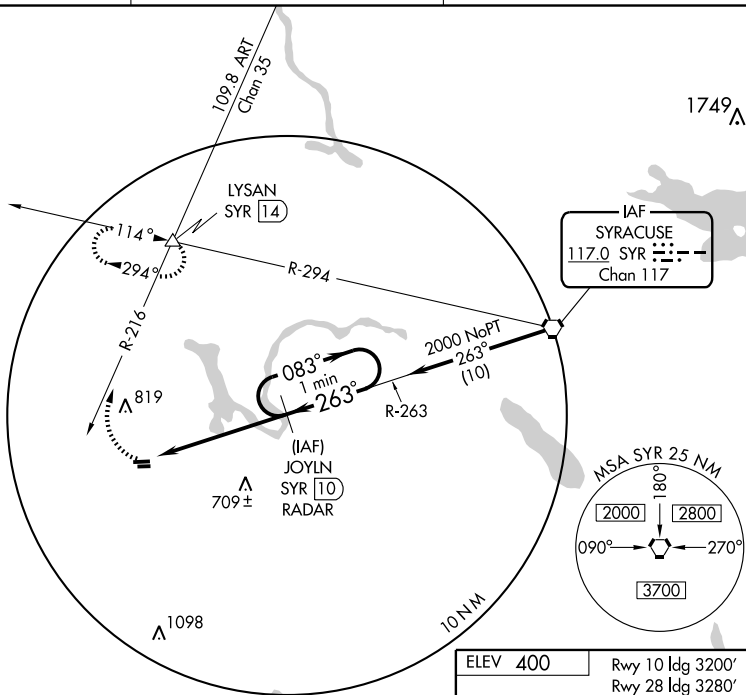 109.8 ART
Chan 35
1749
LYSAN
SYR 14
IAF
SYRACUSE
117.0 SYR
Chan 117
114°
294°
R-294
R-216
2000 NoPT
263°
(10)
083°
1 min
263°
R-263
819
(IAF)
JOYLN
SYR 10
RADAR
709±
MSA SYR 25 NM
180°
2000
2800
090°
270°
3700
1098
10 NM
ELEV 400
Rwy 10 ldg 3200'
Rwy 28 ldg 3280'